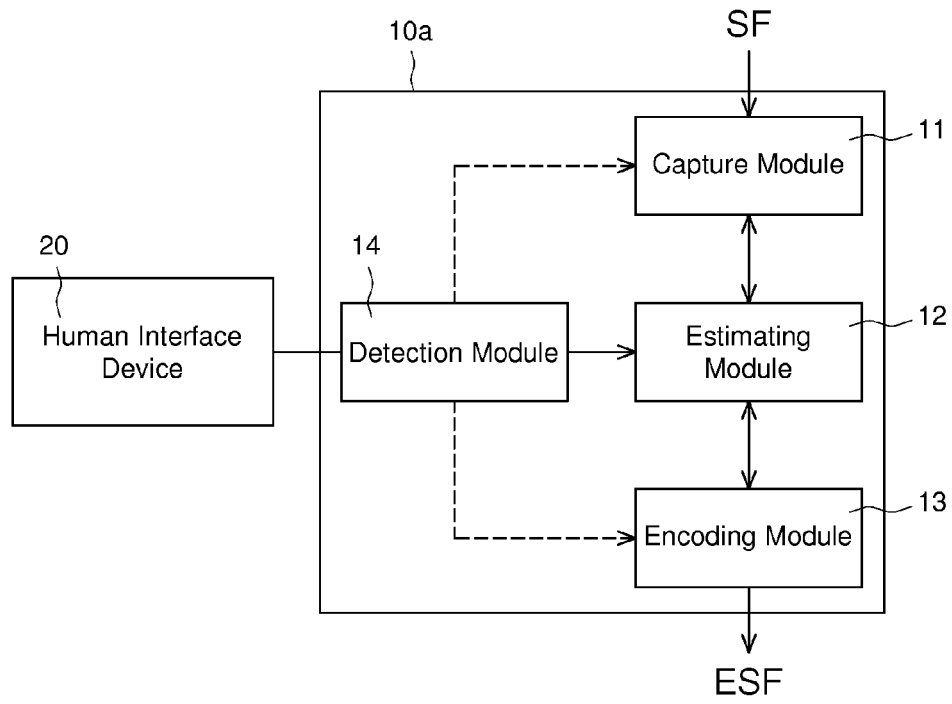 SF
10a
11
Capture Module
20
14
12
Human Interface
Device
Detection Module
Estimating
Module
13
Encoding Module
ESF